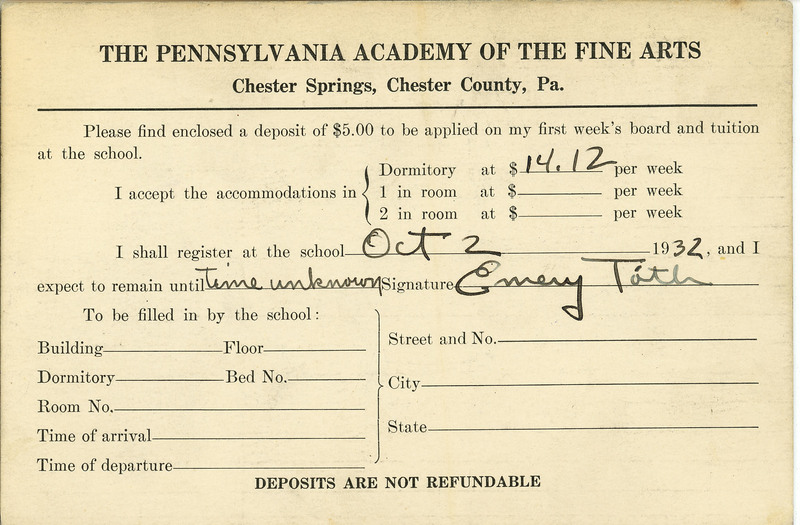 THE PENNSYLVANIA ACADEMY OF THE FINE ARTS
Chester Springs, Chester County, Pa.
Please find enclosed a deposit of $5.00 to be applied on my first week's board and tuition
at the school.
I accept the accommodations in
Dormitory at $ 14.12 per week
1 in room at $ per week
2 in room at $ per week
I shall register at the school Oct 2 1932, and I
expect to remain until time unknown Signature Emery Tóth
To be filled in by the school:
Building Floor
Dormitory Bed No.
Room No.
Time of arrival
Time of departure
Street and No.
City
State
DEPOSITS ARE NOT REFUNDABLE